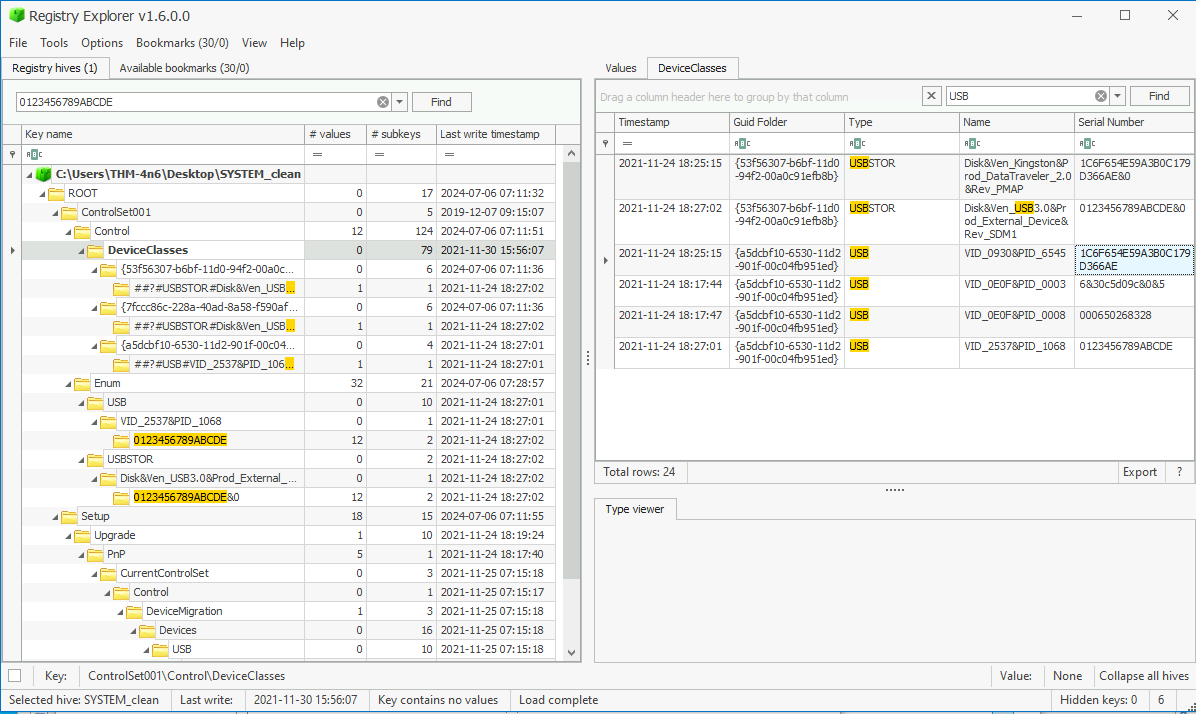 Registry Explorer v1.6.0.0
File Tools Options Bookmarks (30/0) View Help
Registry hives (1) Available bookmarks (30/0)
0123456789ABCDE Find
Key name # values # subkeys Last write timestamp
= = =
C:\Users\THM-4n6\Desktop\SYSTEM_clean
ROOT 0 17 2024-07-06 07:11:32
ControlSet001 0 5 2019-12-07 09:15:07
Control 12 124 2024-07-06 07:11:51
DeviceClasses 0 79 2021-11-30 15:56:07
{53f56307-b6bf-11d0-94f2-00a0c... 0 6 2024-07-06 07:11:36
##?#USBSTOR#Disk&Ven_USB... 1 1 2021-11-24 18:27:02
{7fccc86c-228a-40ad-8a58-f590af... 0 6 2024-07-06 07:11:36
##?#USBSTOR#Disk&Ven_USB... 1 1 2021-11-24 18:27:02
{a5dcbf10-6530-11d2-901f-00c04... 0 4 2021-11-24 18:27:01
##?#USB#VID_2537&PID_106... 1 1 2021-11-24 18:27:01
Enum 32 21 2024-07-06 07:28:57
USB 0 10 2021-11-24 18:27:01
VID_2537&PID_1068 0 1 2021-11-24 18:27:01
0123456789ABCDE 12 2 2021-11-24 18:27:02
USBSTOR 0 2 2021-11-24 18:27:02
Disk&Ven_USB3.0&Prod_External_... 0 1 2021-11-24 18:27:02
0123456789ABCDE&0 12 2 2021-11-24 18:27:02
Setup 18 15 2024-07-06 07:11:55
Upgrade 1 10 2021-11-24 18:19:24
PnP 5 1 2021-11-24 18:17:40
CurrentControlSet 0 3 2021-11-25 07:15:18
Control 0 1 2021-11-25 07:15:17
DeviceMigration 1 3 2021-11-25 07:15:18
Devices 0 16 2021-11-25 07:15:18
USB 0 10 2021-11-25 07:15:18
Values DeviceClasses
Drag a column header here to group by that column USB Find
Timestamp Guid Folder Type Name Serial Number
=
2021-11-24 18:25:15 {53f56307-b6bf-11d0 USBSTOR Disk&Ven_Kingston&P 1C6F654E59A3B0C179
-94f2-00a0c91efb8b} rod_DataTraveler_2.0 D366AE&0
&Rev_PMAP
2021-11-24 18:27:02 {53f56307-b6bf-11d0 USBSTOR Disk&Ven_USB3.0&Pr 0123456789ABCDE&0
-94f2-00a0c91efb8b} od_External_Device&
Rev_SDM1
2021-11-24 18:25:15 {a5dcbf10-6530-11d2 USB VID_0930&PID_6545 1C6F654E59A3B0C179
-901f-00c04fb951ed} D366AE
2021-11-24 18:17:44 {a5dcbf10-6530-11d2 USB VID_0E0F&PID_0003 6&30c5d09c&0&5
-901f-00c04fb951ed}
2021-11-24 18:17:47 {a5dcbf10-6530-11d2 USB VID_0E0F&PID_0008 000650268328
-901f-00c04fb951ed}
2021-11-24 18:27:01 {a5dcbf10-6530-11d2 USB VID_2537&PID_1068 0123456789ABCDE
-901f-00c04fb951ed}
Total rows: 24 Export ?
Type viewer
Key: ControlSet001\Control\DeviceClasses Value: None Collapse all hives
Selected hive: SYSTEM_clean Last write: 2021-11-30 15:56:07 Key contains no values Load complete Hidden keys: 0 6